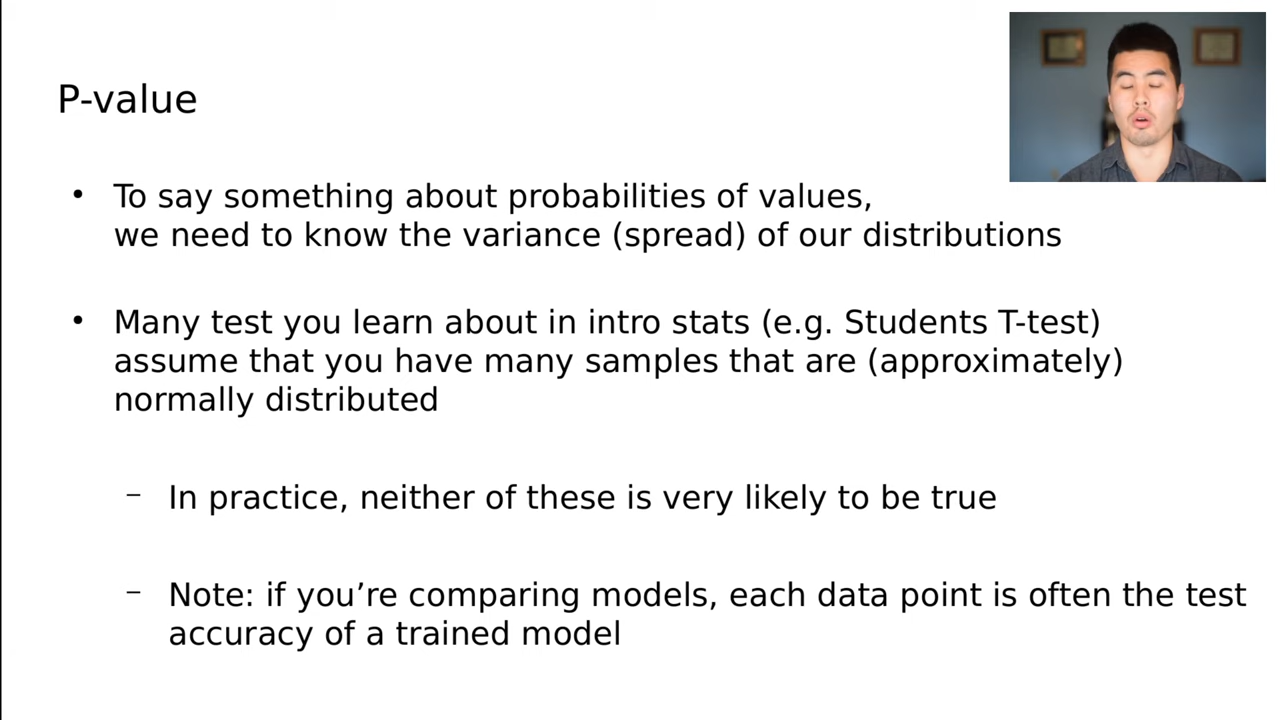 P-value
• To say something about probabilities of values,
we need to know the variance (spread) of our distributions
• Many test you learn about in intro stats (e.g. Students T-test)
assume that you have many samples that are (approximately)
normally distributed
– In practice, neither of these is very likely to be true
– Note: if you’re comparing models, each data point is often the test
accuracy of a trained model